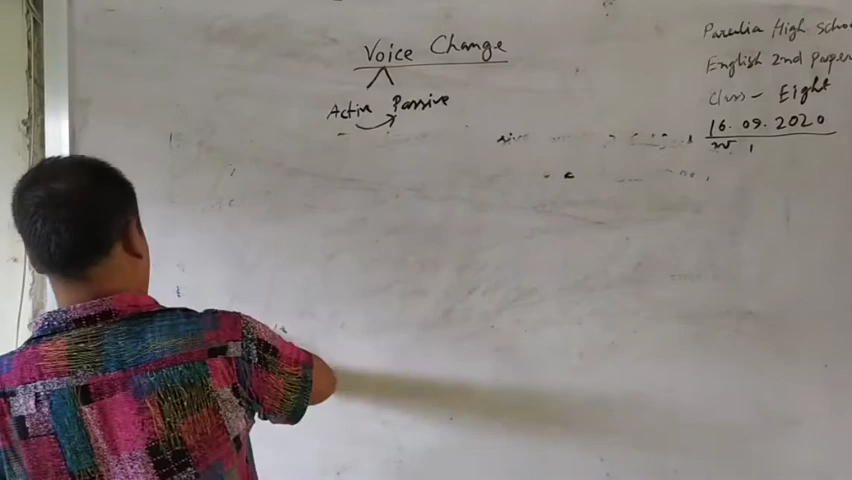 Voice Change
Active Passive
Parulia High School
English 2nd Paper
Class - Eight
16.09.2020